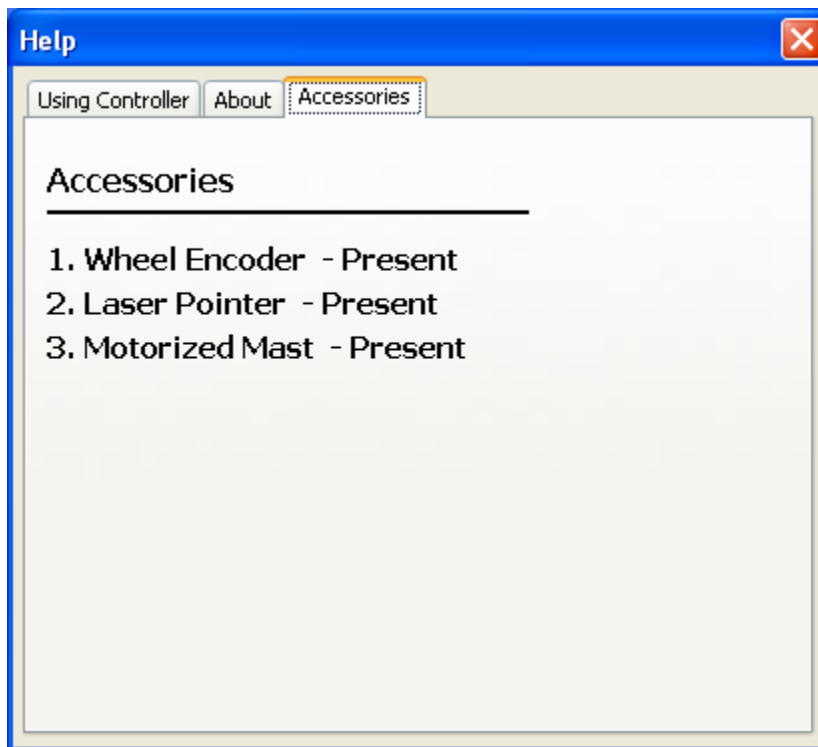 Help
Using Controller About Accessories
Accessories
1. Wheel Encoder - Present
2. Laser Pointer - Present
3. Motorized Mast - Present